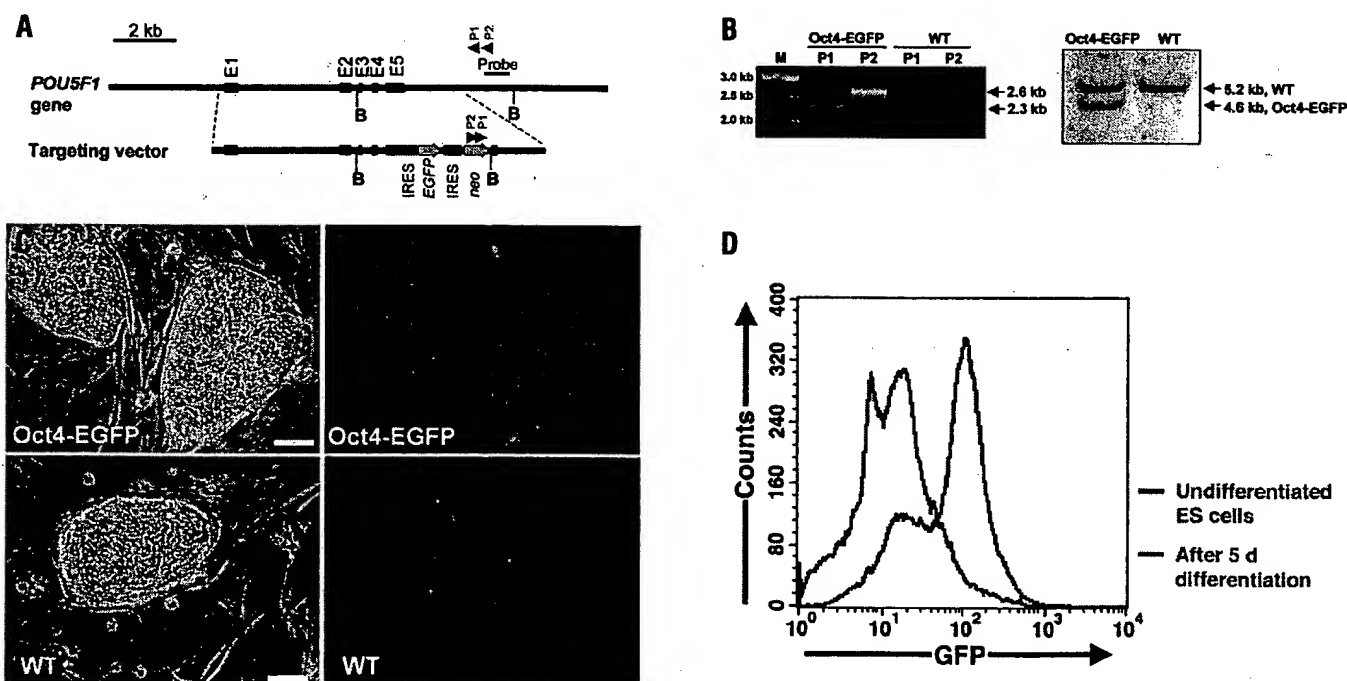 A
2 kb
P1
P2
Probe
E1
E2
E3
E4
E5
POU5F1
gene
B
B
P2
P1
Targeting vector
B
B
IRES
EGFP
IRES
neo
B
Oct4-EGFP WT
M P1 P2 P1 P2
3.0 kb
2.5 kb
2.0 kb
2.6 kb
2.3 kb
Oct4-EGFP WT
5.2 kb, WT
4.6 kb, Oct4-EGFP
Oct4-EGFP
Oct4-EGFP
WT
WT
D
Counts
400
320
240
160
80
0
10⁰ 10¹ 10² 10³ 10⁴
GFP
Undifferentiated
ES cells
After 5 d
differentiation